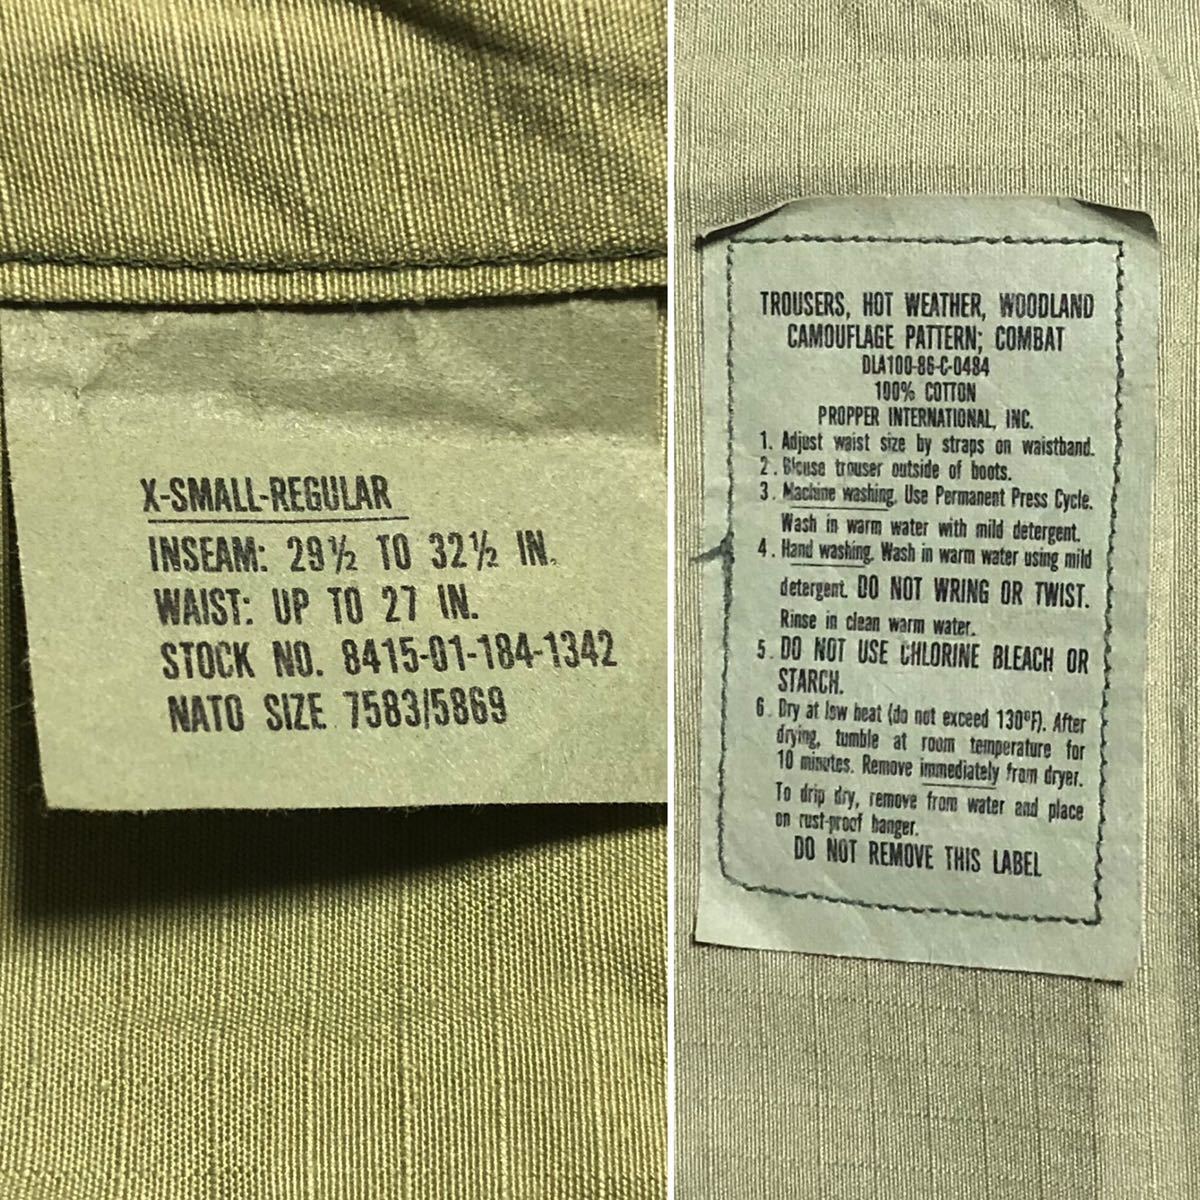 X-SMALL-REGULAR
INSEAM: 29½ TO 32½ IN.
WAIST: UP TO 27 IN.
STOCK NO. 8415-01-184-1342
NATO SIZE 7583/5869
TROUSERS, HOT WEATHER, WOODLAND
CAMOUFLAGE PATTERN; COMBAT
DLA100-86-C-0484
100% COTTON
PROPPER INTERNATIONAL, INC.
1. Adjust waist size by straps on waistband.
2. Blouse trouser outside of boots.
3. Machine washing. Use Permanent Press Cycle.
Wash in warm water with mild detergent.
4. Hand washing. Wash in warm water using mild
detergent. DO NOT WRING OR TWIST.
Rinse in clean warm water.
5. DO NOT USE CHLORINE BLEACH OR
STARCH.
6. Dry at low heat (do not exceed 130°F). After
drying, tumble at room temperature for
10 minutes. Remove immediately from dryer.
To drip dry, remove from water and place
on rust-proof hanger.
DO NOT REMOVE THIS LABEL